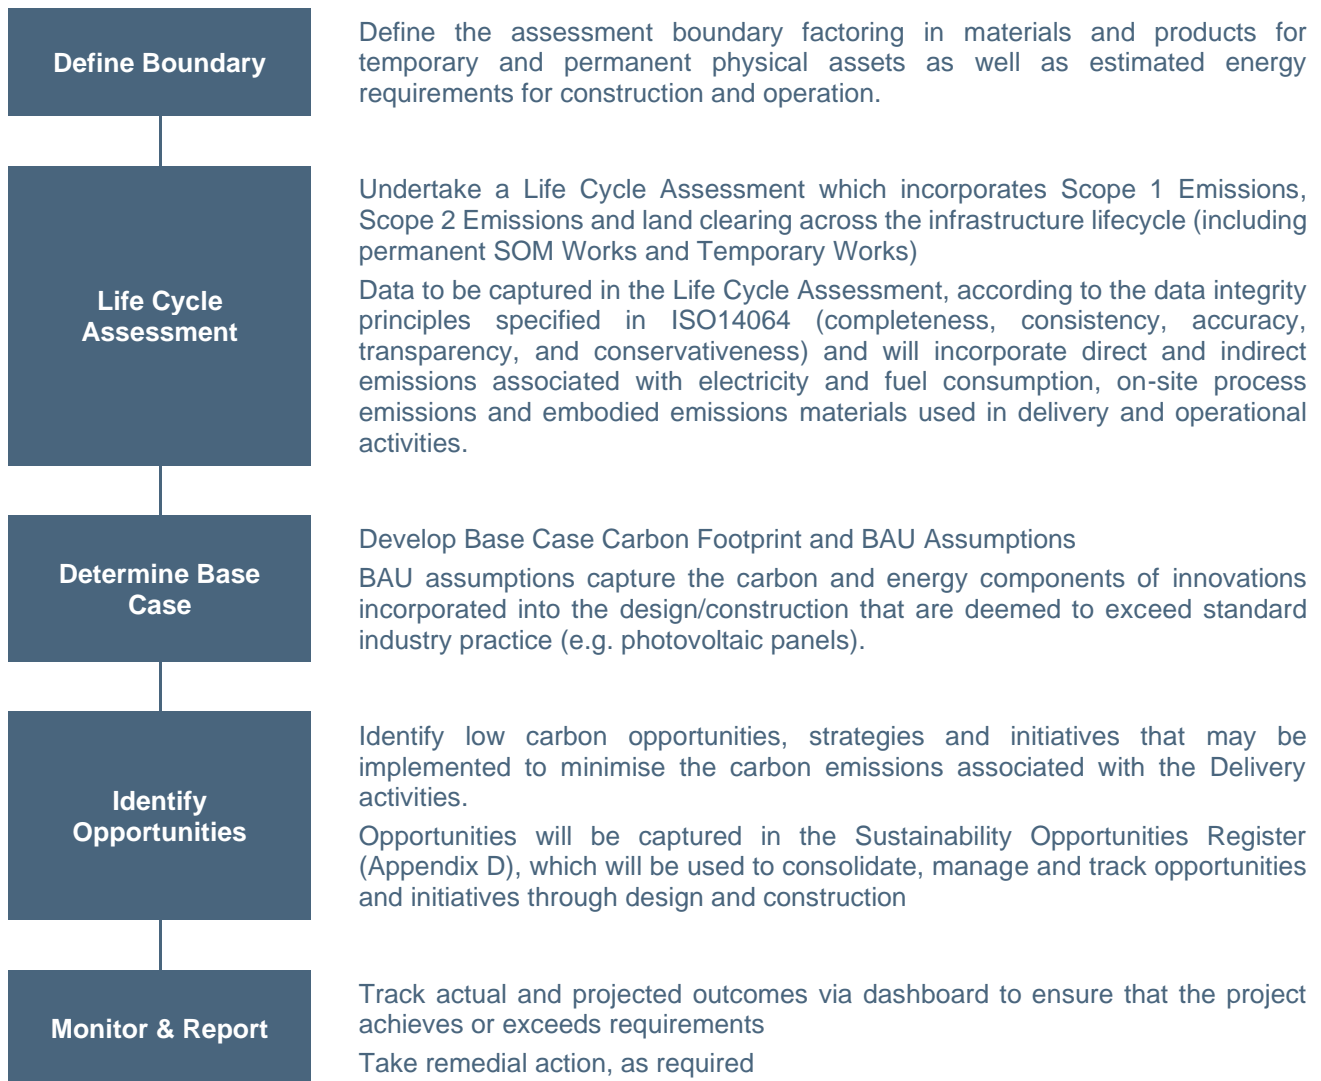 Define Boundary
Define the assessment boundary factoring in materials and products for
temporary and permanent physical assets as well as estimated energy
requirements for construction and operation.
Life Cycle
Assessment
Undertake a Life Cycle Assessment which incorporates Scope 1 Emissions,
Scope 2 Emissions and land clearing across the infrastructure lifecycle (including
permanent SOM Works and Temporary Works)
Data to be captured in the Life Cycle Assessment, according to the data integrity
principles specified in ISO14064 (completeness, consistency, accuracy,
transparency, and conservativeness) and will incorporate direct and indirect
emissions associated with electricity and fuel consumption, on-site process
emissions and embodied emissions materials used in delivery and operational
activities.
Determine Base
Case
Develop Base Case Carbon Footprint and BAU Assumptions
BAU assumptions capture the carbon and energy components of innovations
incorporated into the design/construction that are deemed to exceed standard
industry practice (e.g. photovoltaic panels).
Identify
Opportunities
Identify low carbon opportunities, strategies and initiatives that may be
implemented to minimise the carbon emissions associated with the Delivery
activities.
Opportunities will be captured in the Sustainability Opportunities Register
(Appendix D), which will be used to consolidate, manage and track opportunities
and initiatives through design and construction
Monitor & Report
Track actual and projected outcomes via dashboard to ensure that the project
achieves or exceeds requirements
Take remedial action, as required